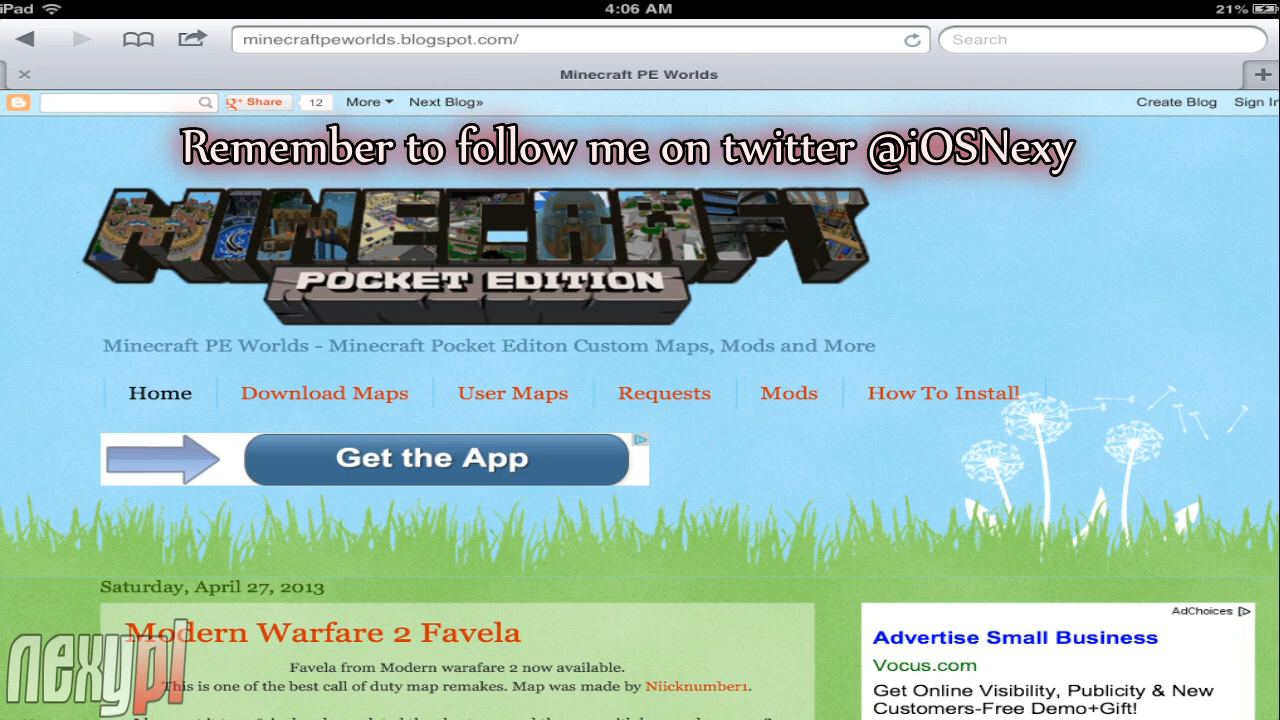 iPad 4:06 AM 21%
minecraftpeworlds.blogspot.com/ Search
Minecraft PE Worlds
Share 12 More Next Blog» Create Blog Sign In
Remember to follow me on twitter @iOSNexy
MINECRAFT
POCKET EDITION
Minecraft PE Worlds - Minecraft Pocket Editon Custom Maps, Mods and More
Home Download Maps User Maps Requests Mods How To Install
Get the App
Saturday, April 27, 2013
Modern Warfare 2 Favela
Favela from Modern warafare 2 now available.
This is one of the best call of duty map remakes. Map was made by Niicknumber1.
nexypl
AdChoices
Advertise Small Business
Vocus.com
Get Online Visibility, Publicity & New
Customers-Free Demo+Gift!